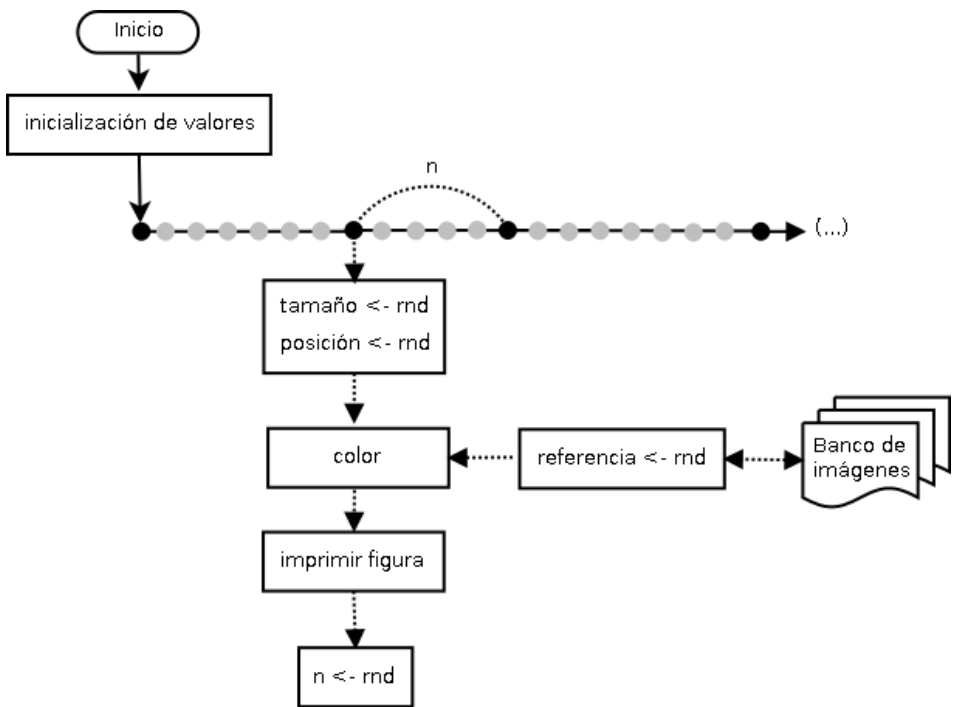 Inicio
inicialización de valores
n
(...)
tamaño <- rnd
posición <- rnd
color
referencia <- rnd
Banco de
imágenes
imprimir figura
n <- rnd